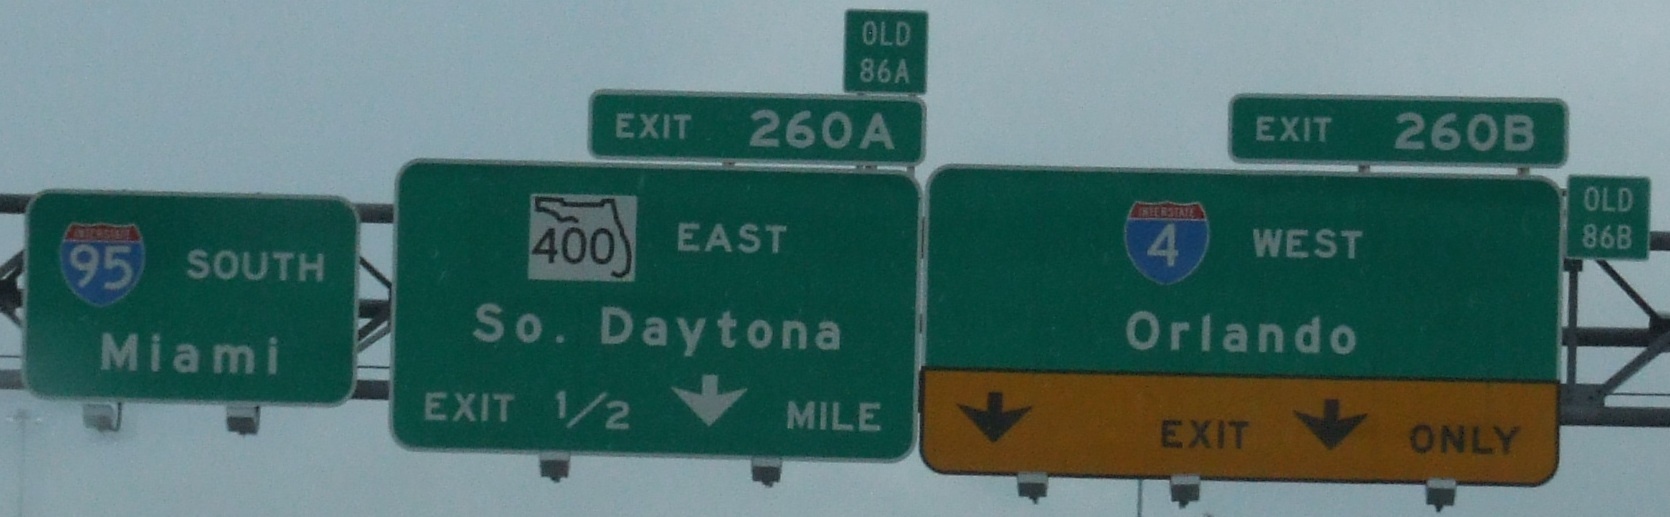 INTERSTATE
95 SOUTH
Miami
OLD
86A
EXIT 260A
400 EAST
So. Daytona
EXIT 1/2 MILE
EXIT 260B
OLD
86B
INTERSTATE
4 WEST
Orlando
EXIT ONLY